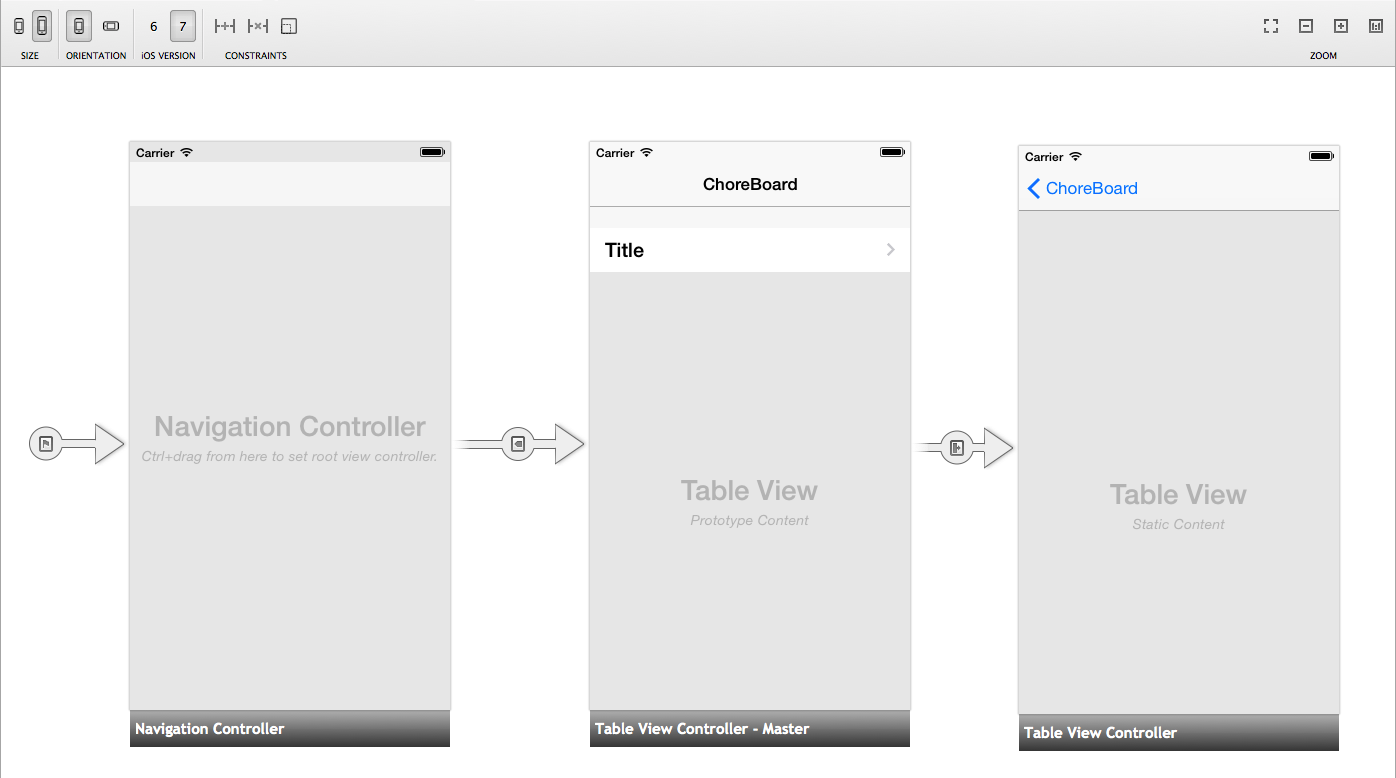 6 7
SIZE ORIENTATION iOS VERSION CONSTRAINTS ZOOM
Carrier
Navigation Controller
Ctrl+drag from here to set root view controller.
Navigation Controller
Carrier
ChoreBoard
Title
Table View
Prototype Content
Table View Controller - Master
Carrier
ChoreBoard
Table View
Static Content
Table View Controller